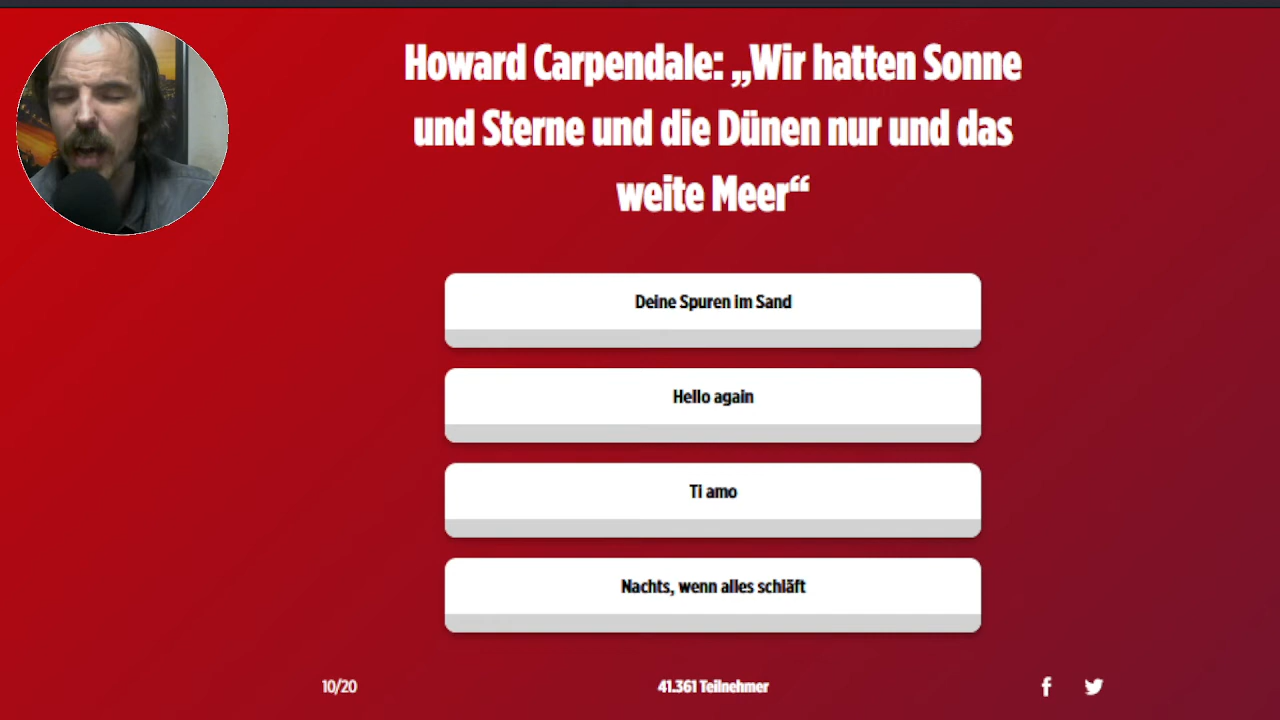 Howard Carpendale: „Wir hatten Sonne
und Sterne und die Dünen nur und das
weite Meer“
Deine Spuren im Sand
Hello again
Ti amo
Nachts, wenn alles schläft
10/20
41.361 Teilnehmer